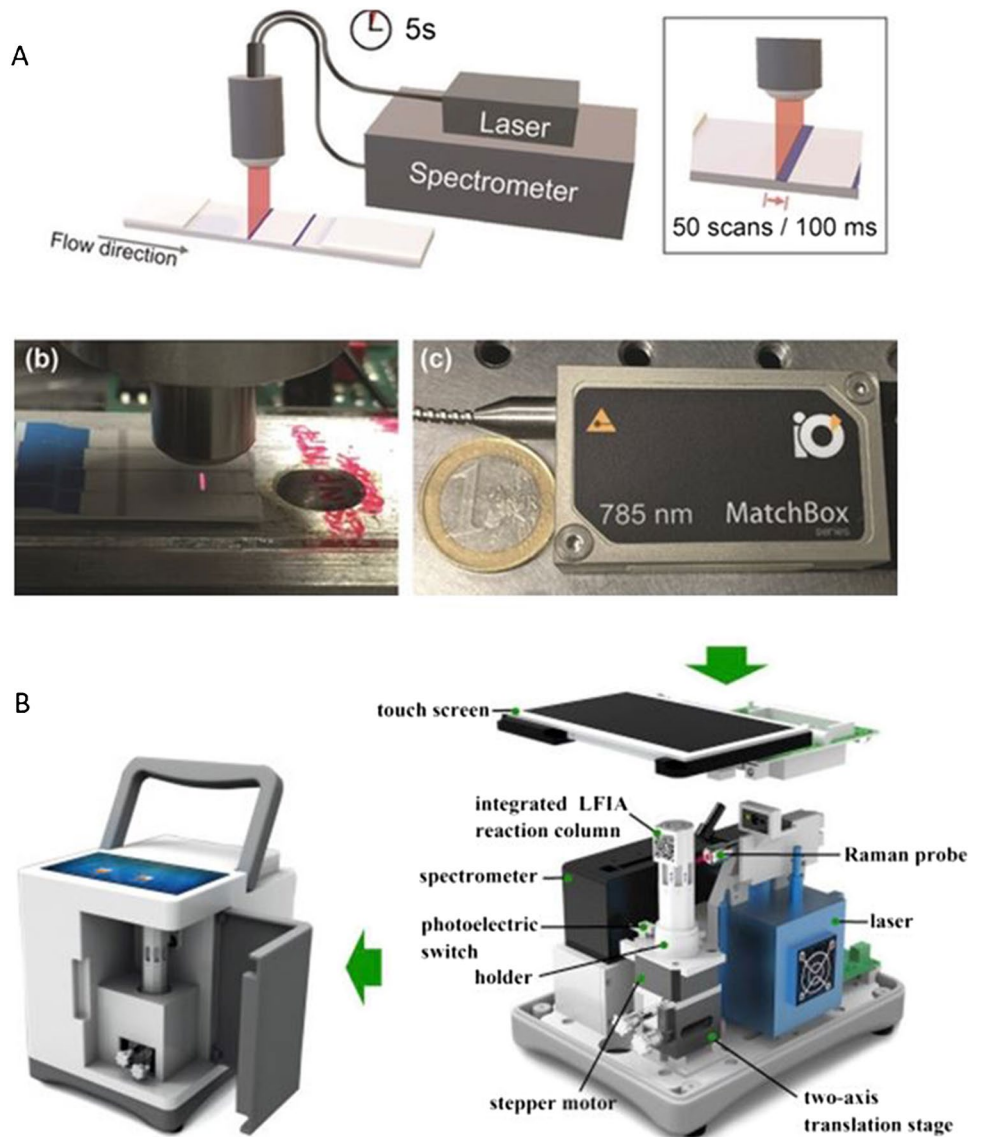 A
5s
Laser
Spectrometer
Flow direction
50 scans / 100 ms
(b)
(c)
iO
785 nm
MatchBox
series
B
touch screen
integrated LFIA
reaction column
spectrometer
Raman probe
photoelectric
switch
laser
holder
stepper motor
two-axis
translation stage